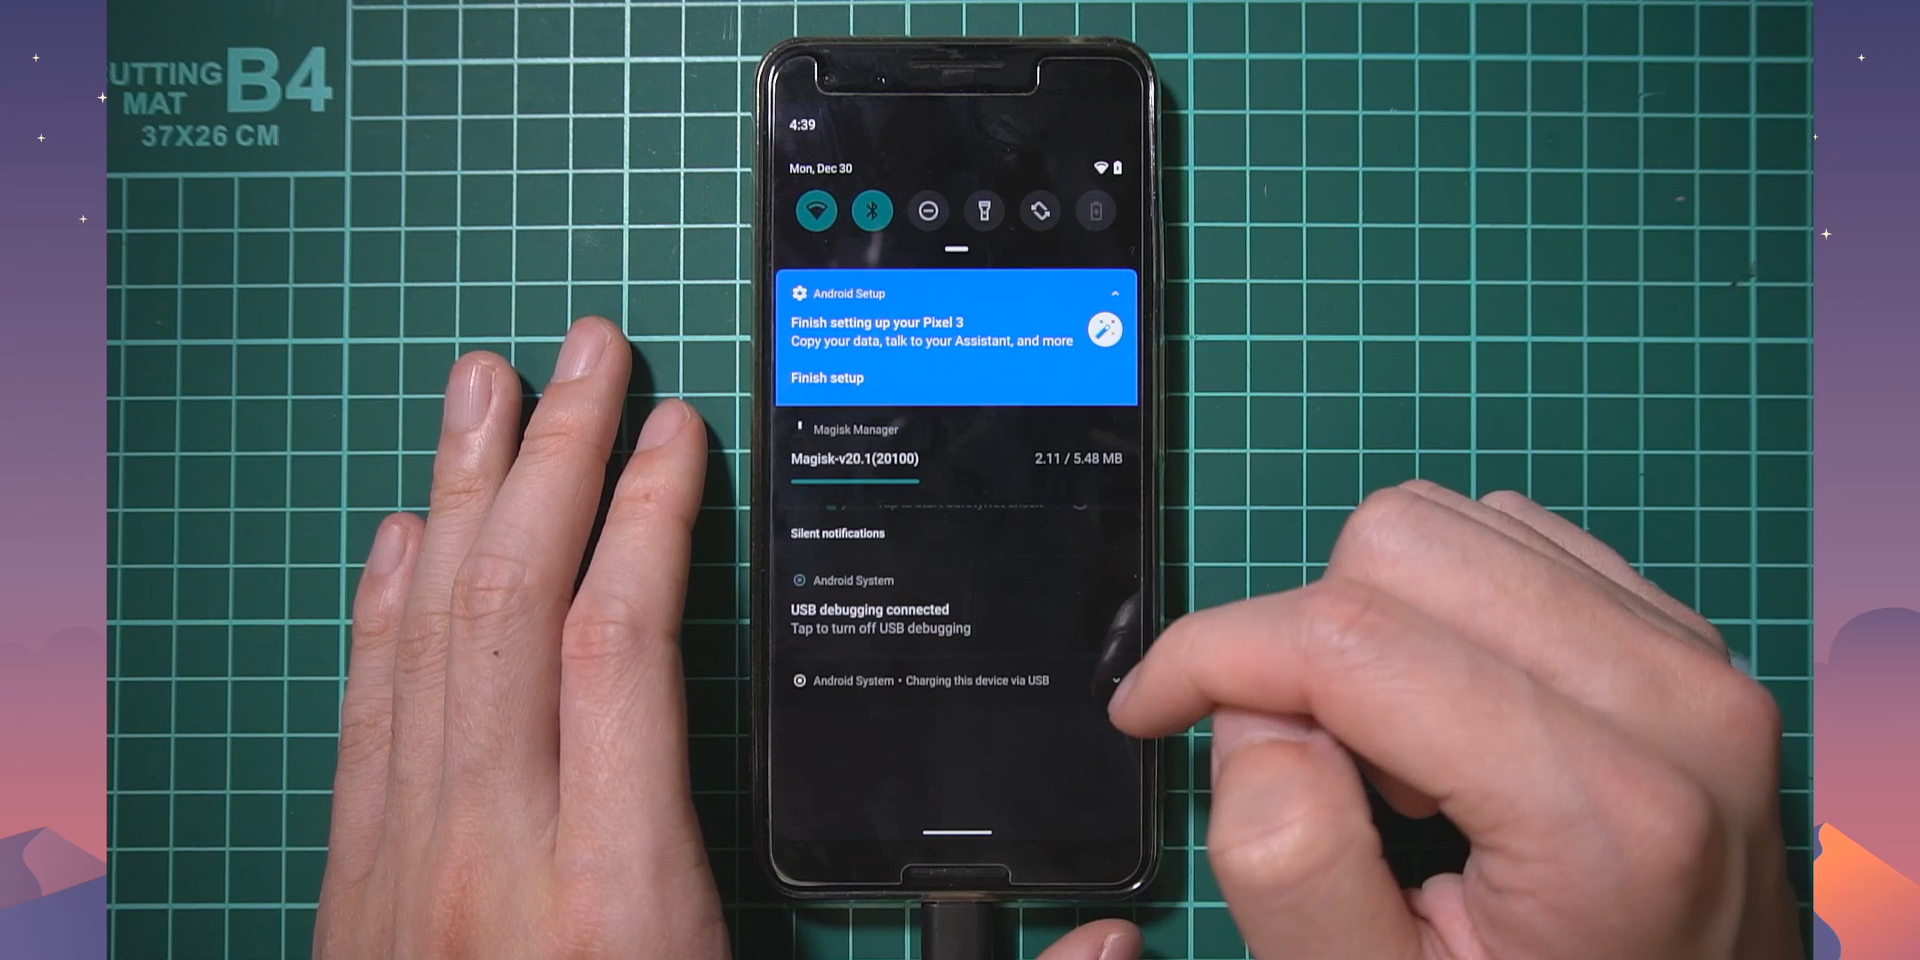 UTTING B4
MAT
37X26 CM
4:39
Mon, Dec 30
Android Setup
Finish setting up your Pixel 3
Copy your data, talk to your Assistant, and more
Finish setup
Magisk Manager
Magisk-v20.1(20100) 2.11 / 5.48 MB
Silent notifications
Android System
USB debugging connected
Tap to turn off USB debugging
Android System • Charging this device via USB